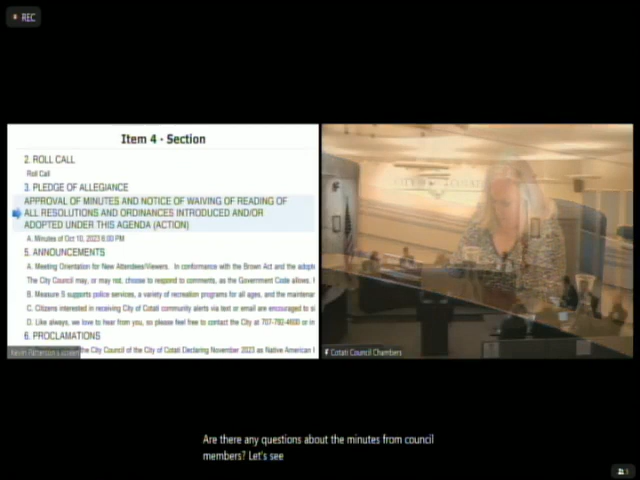 REC
Item 4 - Section
2. ROLL CALL
Roll Call
3. PLEDGE OF ALLEGIANCE
APPROVAL OF MINUTES AND NOTICE OF WAIVING OF READING OF
ALL RESOLUTIONS AND ORDINANCES INTRODUCED AND/OR
ADOPTED UNDER THIS AGENDA (ACTION)
A. Minutes of Oct 10, 2023 6:00 PM
5. ANNOUNCEMENTS
A. Meeting Orientation for New Attendees/Viewers. In conformance with the Brown Act and the adopt
The City Council may, or may not, choose to respond to comments, as the Government Code allows.
B. Measure S supports police services, a variety of recreation programs for all ages, and the maintenar
C. Citizens interested in receiving City of Cotati community alerts via text or email are encouraged to si
D. Like always, we love to hear from you, so please feel free to contact the City at 707-792-4600 or in
6. PROCLAMATIONS
the City Council of the City of Cotati Declaring November 2023 as Native American
Cotati Council Chambers
Are there any questions about the minutes from council
members? Let's see